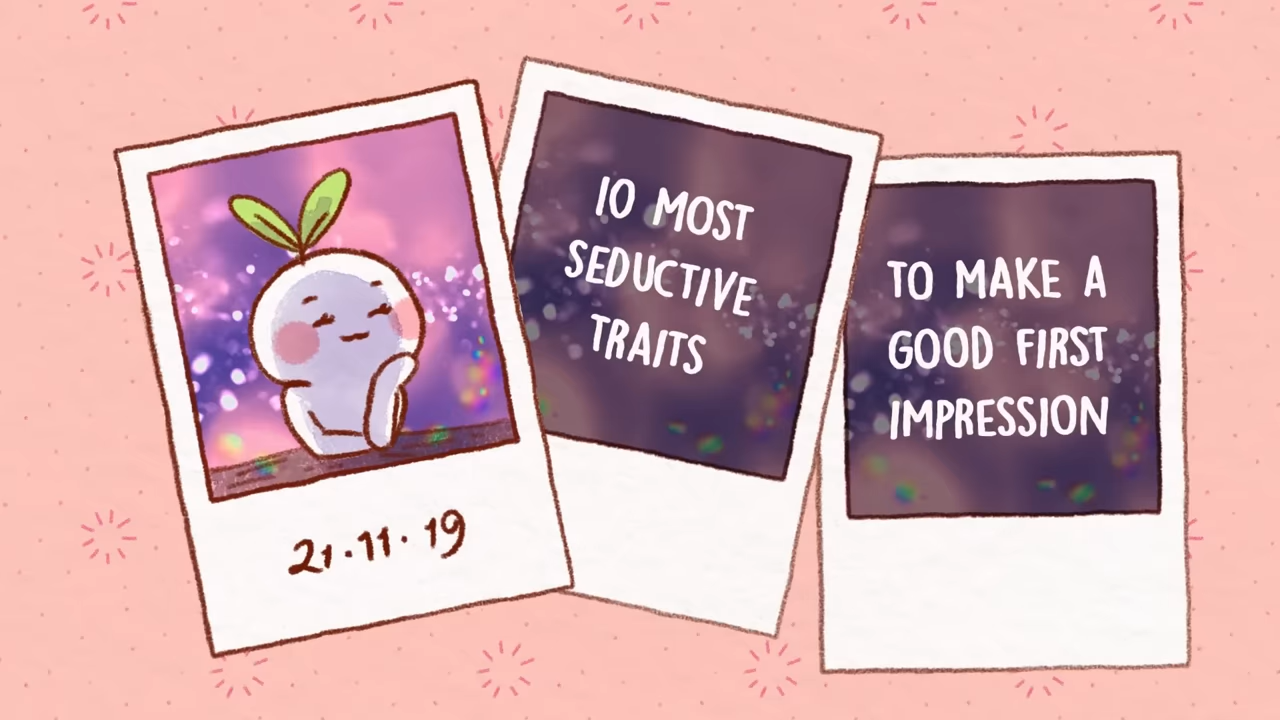 21·11·19
10 MOST
SEDUCTIVE
TRAITS
TO MAKE A
GOOD FIRST
IMPRESSION